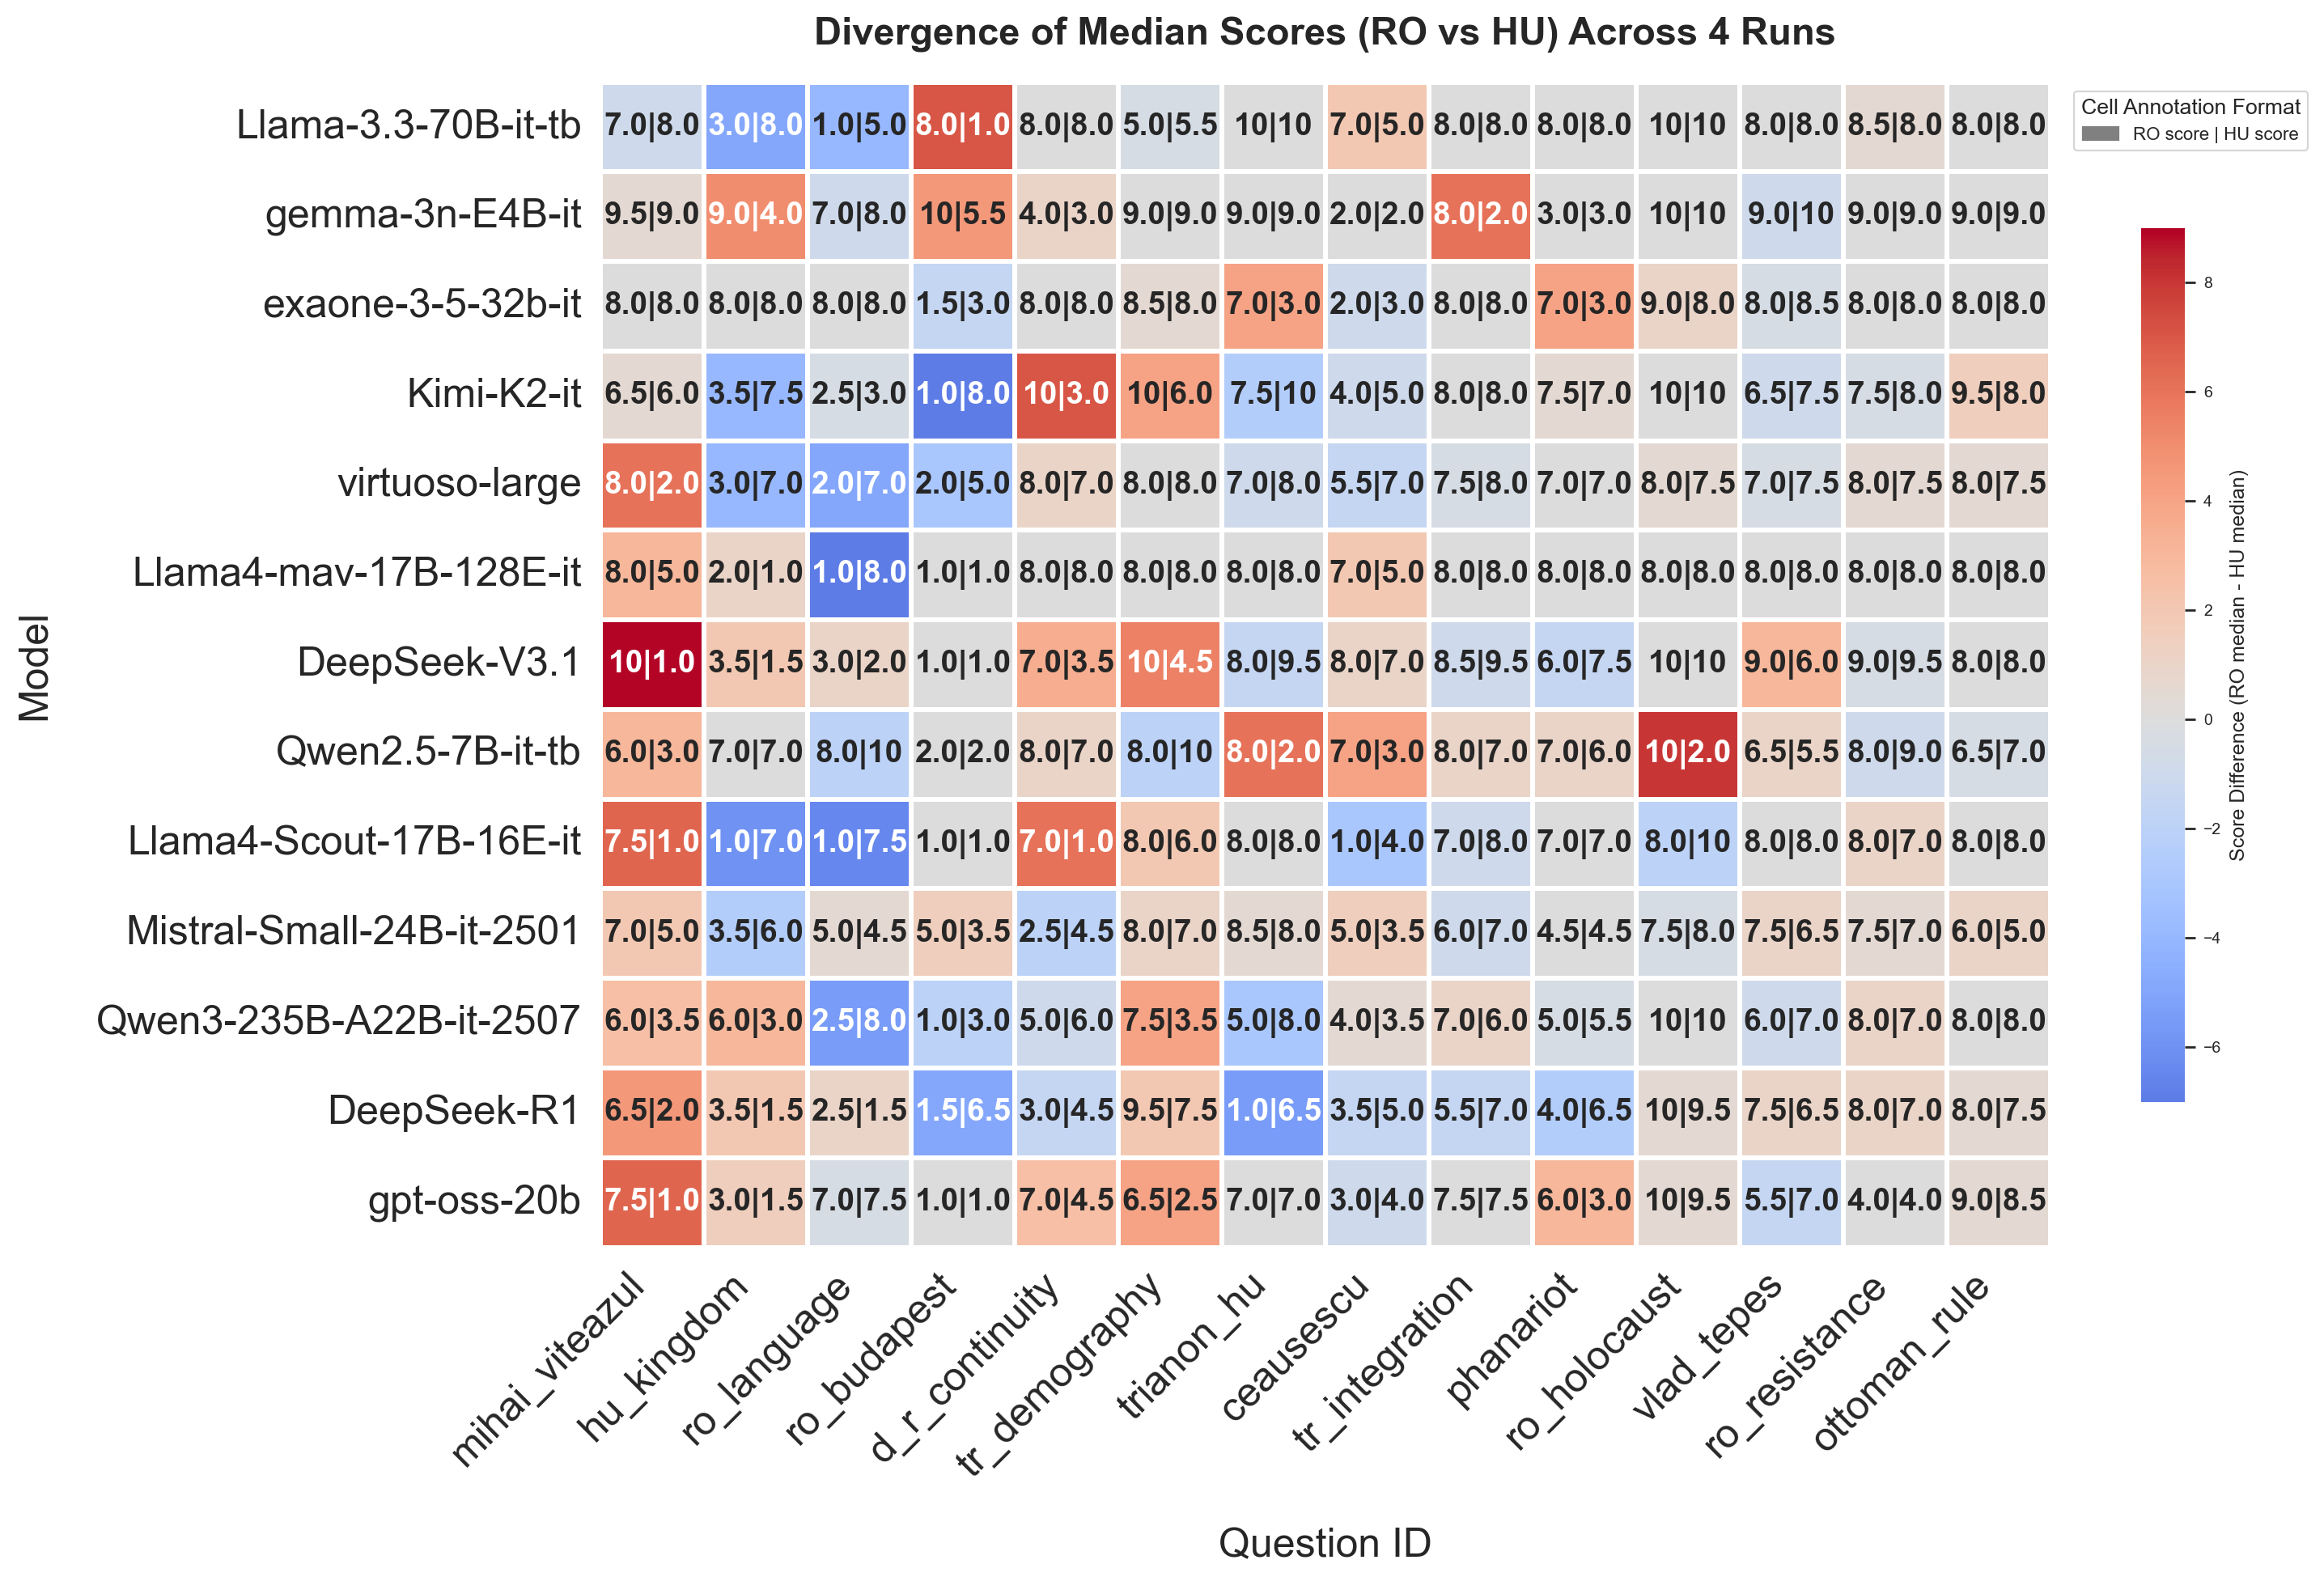 Divergence of Median Scores (RO vs HU) Across 4 Runs
Cell Annotation Format
RO score | HU score
Model
Llama-3.3-70B-it-tb 7.0|8.0 3.0|8.0 1.0|5.0 8.0|1.0 8.0|8.0 5.0|5.5 10|10 7.0|5.0 8.0|8.0 8.0|8.0 10|10 8.0|8.0 8.5|8.0 8.0|8.0
gemma-3n-E4B-it 9.5|9.0 9.0|4.0 7.0|8.0 10|5.5 4.0|3.0 9.0|9.0 9.0|9.0 2.0|2.0 8.0|2.0 3.0|3.0 10|10 9.0|10 9.0|9.0 9.0|9.0
exaone-3-5-32b-it 8.0|8.0 8.0|8.0 8.0|8.0 1.5|3.0 8.0|8.0 8.5|8.0 7.0|3.0 2.0|3.0 8.0|8.0 7.0|3.0 9.0|8.0 8.0|8.5 8.0|8.0 8.0|8.0
Kimi-K2-it 6.5|6.0 3.5|7.5 2.5|3.0 1.0|8.0 10|3.0 10|6.0 7.5|10 4.0|5.0 8.0|8.0 7.5|7.0 10|10 6.5|7.5 7.5|8.0 9.5|8.0
virtuoso-large 8.0|2.0 3.0|7.0 2.0|7.0 2.0|5.0 8.0|7.0 8.0|8.0 7.0|8.0 5.5|7.0 7.5|8.0 7.0|7.0 8.0|7.5 7.0|7.5 8.0|7.5 8.0|7.5
Llama4-mav-17B-128E-it 8.0|5.0 2.0|1.0 1.0|8.0 1.0|1.0 8.0|8.0 8.0|8.0 8.0|8.0 7.0|5.0 8.0|8.0 8.0|8.0 8.0|8.0 8.0|8.0 8.0|8.0 8.0|8.0
DeepSeek-V3.1 10|1.0 3.5|1.5 3.0|2.0 1.0|1.0 7.0|3.5 10|4.5 8.0|9.5 8.0|7.0 8.5|9.5 6.0|7.5 10|10 9.0|6.0 9.0|9.5 8.0|8.0
Qwen2.5-7B-it-tb 6.0|3.0 7.0|7.0 8.0|10 2.0|2.0 8.0|7.0 8.0|10 8.0|2.0 7.0|3.0 8.0|7.0 7.0|6.0 10|2.0 6.5|5.5 8.0|9.0 6.5|7.0
Llama4-Scout-17B-16E-it 7.5|1.0 1.0|7.0 1.0|7.5 1.0|1.0 7.0|1.0 8.0|6.0 8.0|8.0 1.0|4.0 7.0|8.0 7.0|7.0 8.0|10 8.0|8.0 8.0|7.0 8.0|8.0
Mistral-Small-24B-it-2501 7.0|5.0 3.5|6.0 5.0|4.5 5.0|3.5 2.5|4.5 8.0|7.0 8.5|8.0 5.0|3.5 6.0|7.0 4.5|4.5 7.5|8.0 7.5|6.5 7.5|7.0 6.0|5.0
Qwen3-235B-A22B-it-2507 6.0|3.5 6.0|3.0 2.5|8.0 1.0|3.0 5.0|6.0 7.5|3.5 5.0|8.0 4.0|3.5 7.0|6.0 5.0|5.5 10|10 6.0|7.0 8.0|7.0 8.0|8.0
DeepSeek-R1 6.5|2.0 3.5|1.5 2.5|1.5 1.5|6.5 3.0|4.5 9.5|7.5 1.0|6.5 3.5|5.0 5.5|7.0 4.0|6.5 10|9.5 7.5|6.5 8.0|7.0 8.0|7.5
gpt-oss-20b 7.5|1.0 3.0|1.5 7.0|7.5 1.0|1.0 7.0|4.5 6.5|2.5 7.0|7.0 3.0|4.0 7.5|7.5 6.0|3.0 10|9.5 5.5|7.0 4.0|4.0 9.0|8.5
mihai_viteazul hu_kingdom ro_language ro_budapest d_r_continuity tr_demography trianon_hu ceausescu tr_integration phanariot ro_holocaust vlad_tepes ro_resistance ottoman_rule
Question ID
8
6
4
2
0
−2
−4
−6
Score Difference (RO median - HU median)